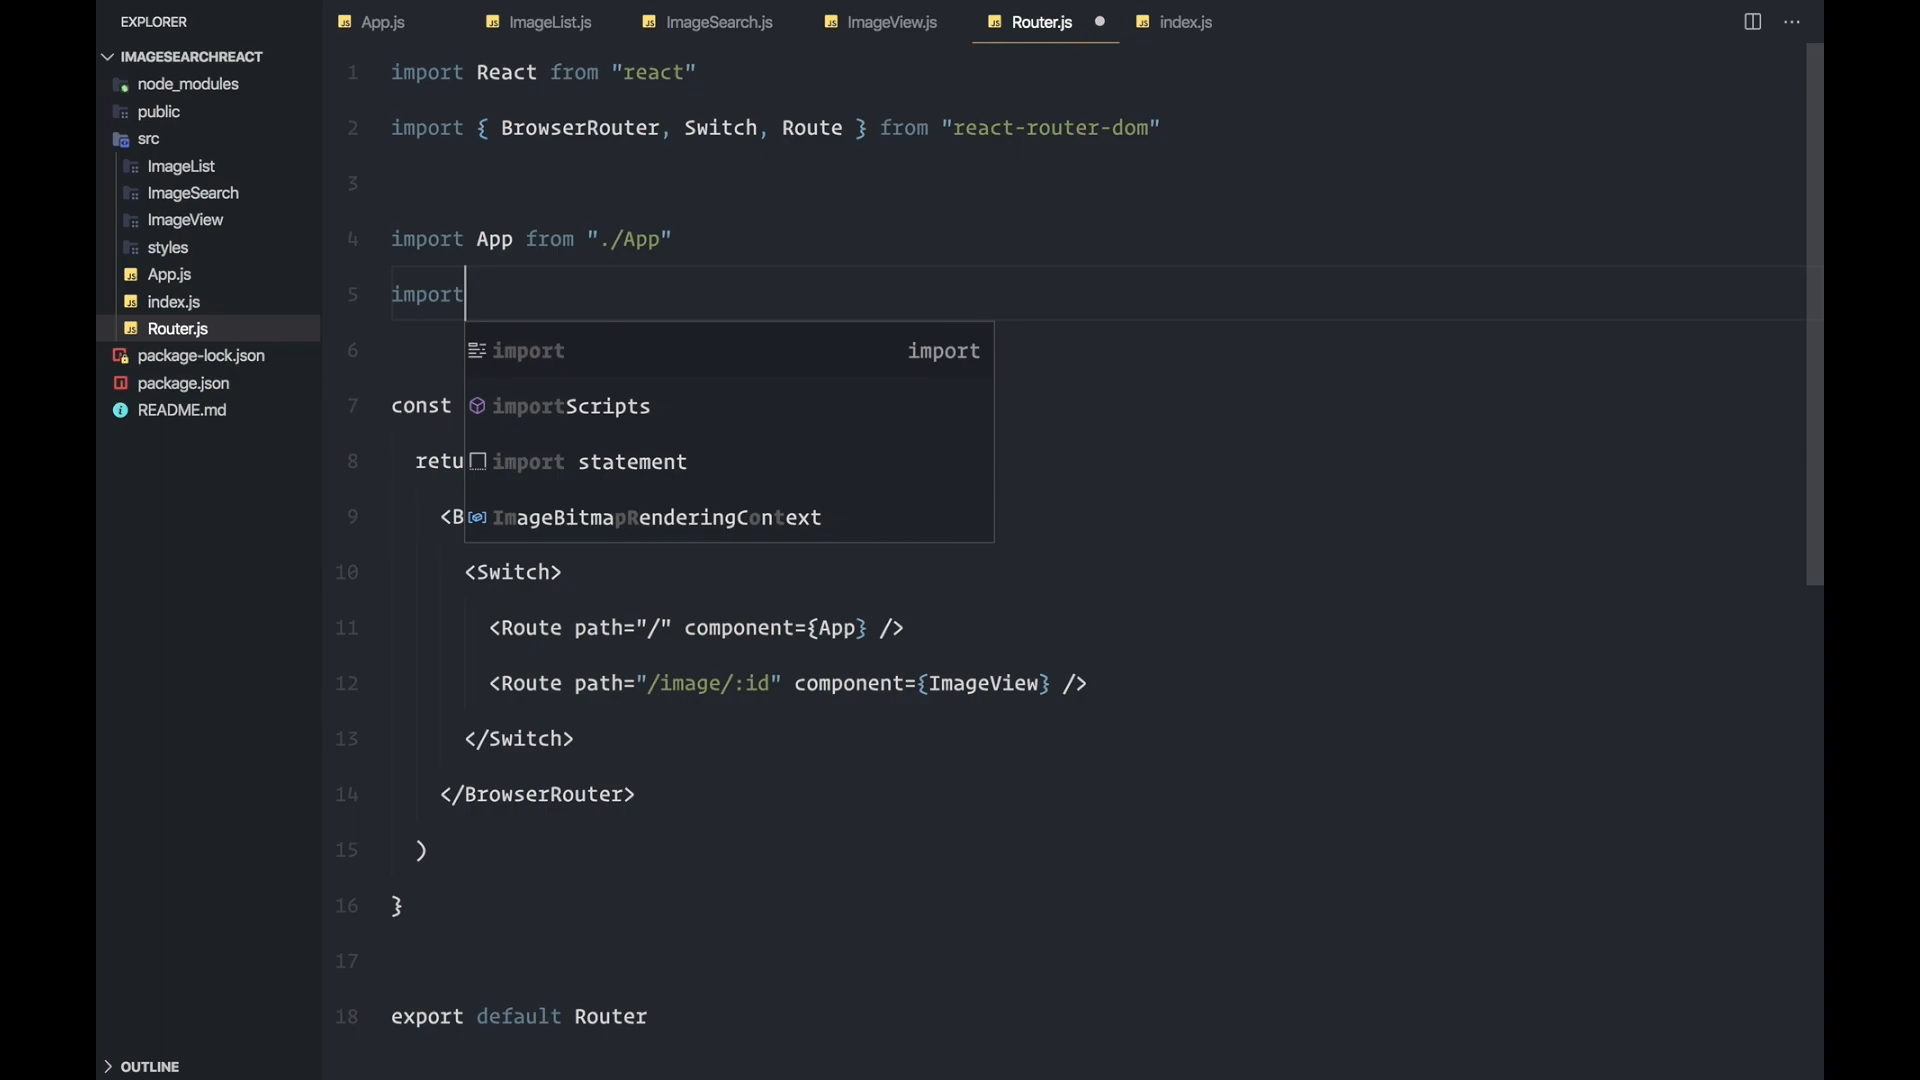 EXPLORER
IMAGESEARCHREACT
node_modules
public
src
ImageList
ImageSearch
ImageView
styles
App.js
index.js
Router.js
package-lock.json
package.json
README.md
OUTLINE
App.js ImageList.js ImageSearch.js ImageView.js Router.js index.js
1 import React from "react"
2 import { BrowserRouter, Switch, Route } from "react-router-dom"
3
4 import App from "./App"
5 import
6
import import
importScripts
import statement
ImageBitmapRenderingContext
7 const
8 retu
9 <B
10 <Switch>
11 <Route path="/" component={App} />
12 <Route path="/image/:id" component={ImageView} />
13 </Switch>
14 </BrowserRouter>
15 )
16 }
17
18 export default Router